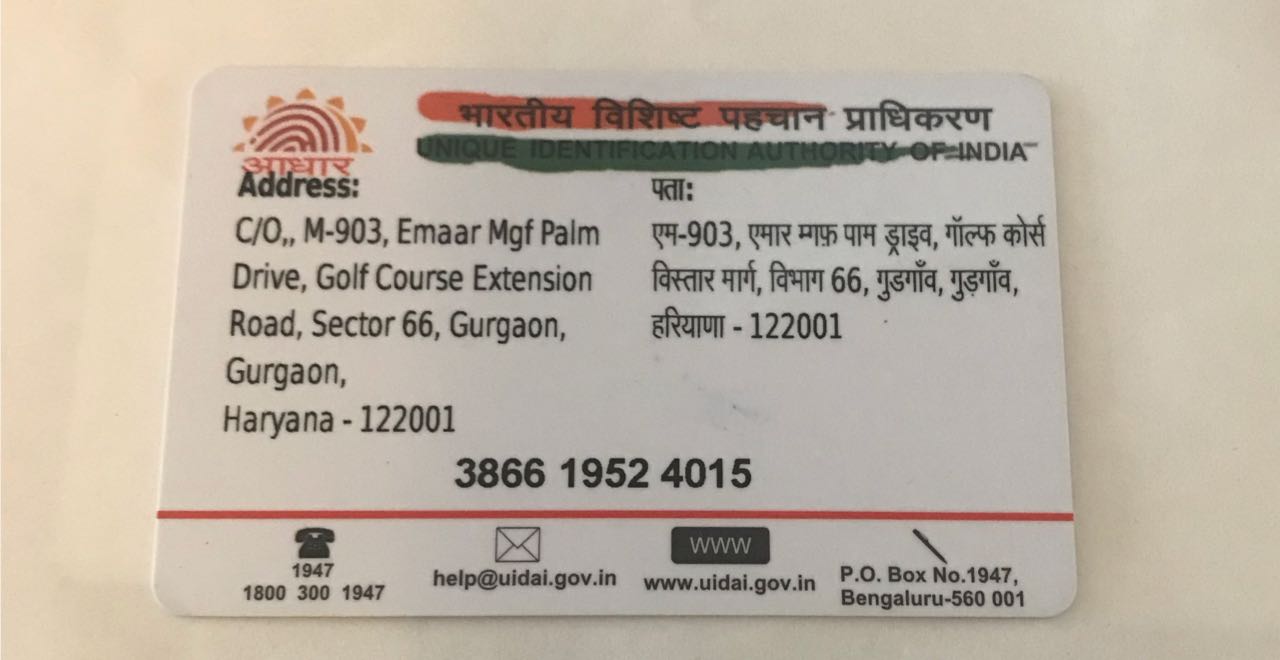 भारतीय विशिष्ट पहचान प्राधिकरण
UNIQUE IDENTIFICATION AUTHORITY OF INDIA
आधार
Address:
C/O,, M-903, Emaar Mgf Palm
Drive, Golf Course Extension
Road, Sector 66, Gurgaon,
Gurgaon,
Haryana - 122001
पता:
एम-903, एमार म्गफ़ पाम ड्राइव, गॉल्फ कोर्स
विस्तार मार्ग, विभाग 66, गुडगाँव, गुड़गाँव,
हरियाणा - 122001
3866 1952 4015
1947
1800 300 1947
help@uidai.gov.in
www
www.uidai.gov.in
P.O. Box No.1947,
Bengaluru-560 001